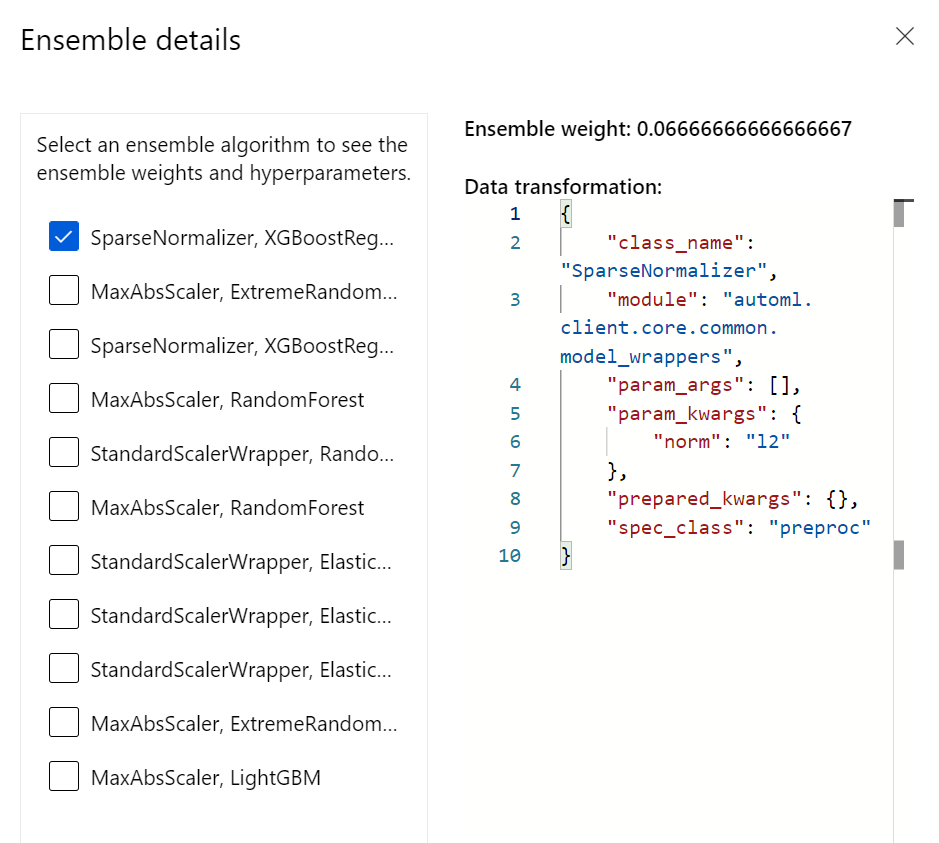 Ensemble details
Select an ensemble algorithm to see the
ensemble weights and hyperparameters.
SparseNormalizer, XGBoostReg...
MaxAbsScaler, ExtremeRandom...
SparseNormalizer, XGBoostReg...
MaxAbsScaler, RandomForest
StandardScalerWrapper, Rando...
MaxAbsScaler, RandomForest
StandardScalerWrapper, Elastic...
StandardScalerWrapper, Elastic...
StandardScalerWrapper, Elastic...
MaxAbsScaler, ExtremeRandom...
MaxAbsScaler, LightGBM
Ensemble weight: 0.06666666666666667
Data transformation:
1 {
2 "class_name":
"SparseNormalizer",
3 "module": "automl.
client.core.common.
model_wrappers",
4 "param_args": [],
5 "param_kwargs": {
6 "norm": "l2"
7 },
8 "prepared_kwargs": {},
9 "spec_class": "preproc"
10 }